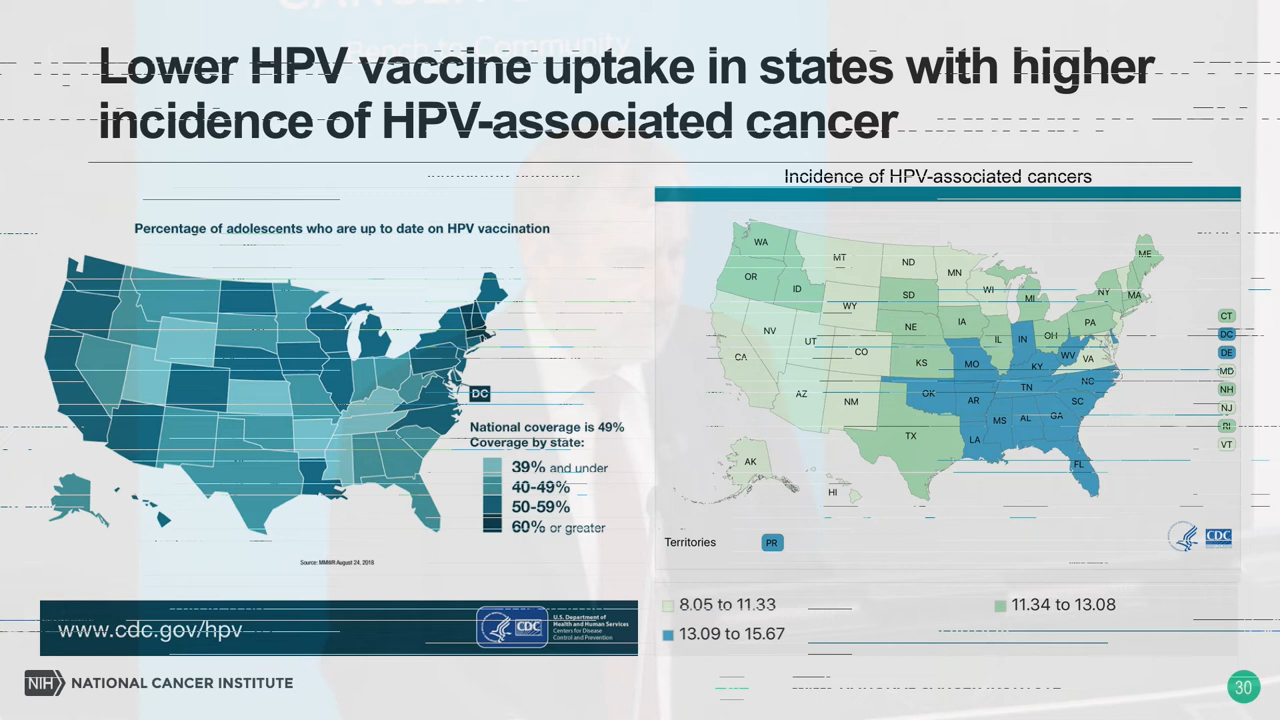 Lower HPV vaccine uptake in states with higher
incidence of HPV-associated cancer
Bench to Community
Percentage of adolescents who are up to date on HPV vaccination
DC
National coverage is 49%
Coverage by state:
39% and under
40-49%
50-59%
60% or greater
Source: MMWR August 24, 2018
www.cdc.gov/hpv
CDC
U.S. Department of
Health and Human Services
Centers for Disease
Control and Prevention
Incidence of HPV-associated cancers
WA
MT
ND
MN
ME
OR
ID
SD
WI
MI
NY
MA
WY
NV
NE
IA
IL
IN
OH
PA
CT
DC
CA
UT
CO
KS
MO
KY
WV
VA
DE
MD
AZ
NM
OK
AR
TN
NC
SC
NH
NJ
TX
LA
MS
AL
GA
RI
VT
AK
HI
FL
Territories
PR
CDC
8.05 to 11.33
11.34 to 13.08
13.09 to 15.67
NIH NATIONAL CANCER INSTITUTE
30